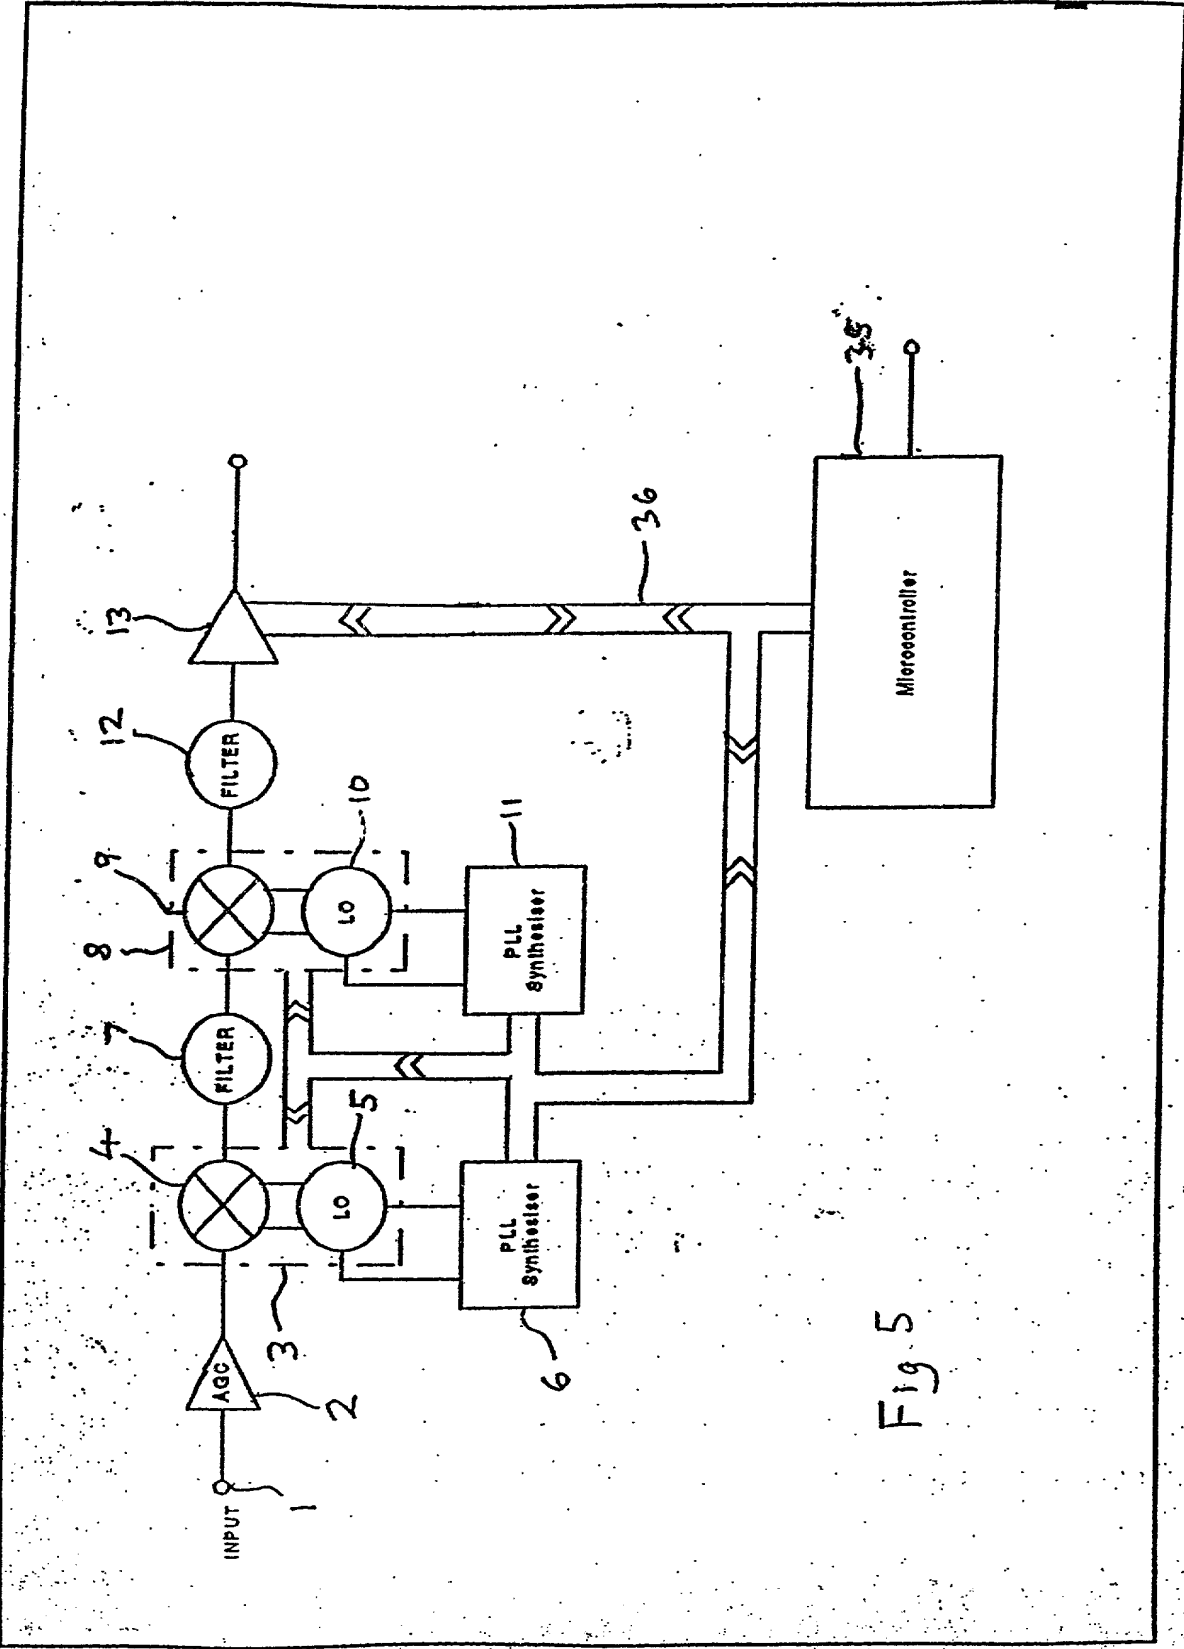 INPUT
1
AGC
2
3
4
LO
5
PLL
Synthesiser
6
FILTER
7
8
9
LO
10
PLL
Synthesiser
11
FILTER
12
13
36
Microcontroller
35
Fig 5